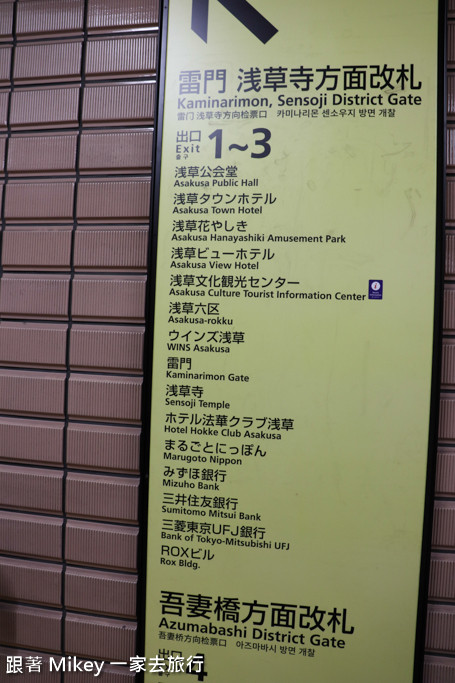 雷門 浅草寺方面改札
Kaminarimon, Sensoji District Gate
雷门 浅草寺方向检票口 카미나리몬 센소우지 방면 개찰
出口
Exit 1~3
출구
浅草公会堂
Asakusa Public Hall
浅草タウンホテル
Asakusa Town Hotel
浅草花やしき
Asakusa Hanayashiki Amusement Park
浅草ビューホテル
Asakusa View Hotel
浅草文化観光センター
Asakusa Culture Tourist Information Center
浅草六区
Asakusa-rokku
ウインズ浅草
WINS Asakusa
雷門
Kaminarimon Gate
浅草寺
Sensoji Temple
ホテル法華クラブ浅草
Hotel Hokke Club Asakusa
まるごとにっぽん
Marugoto Nippon
みずほ銀行
Mizuho Bank
三井住友銀行
Sumitomo Mitsui Bank
三菱東京UFJ銀行
Bank of Tokyo-Mitsubishi UFJ
ROXビル
Rox Bldg.
吾妻橋方面改札
Azumabashi District Gate
吾妻桥方向检票口 아즈마바시 방면 개찰
出口 4
跟著 Mikey 一家去旅行